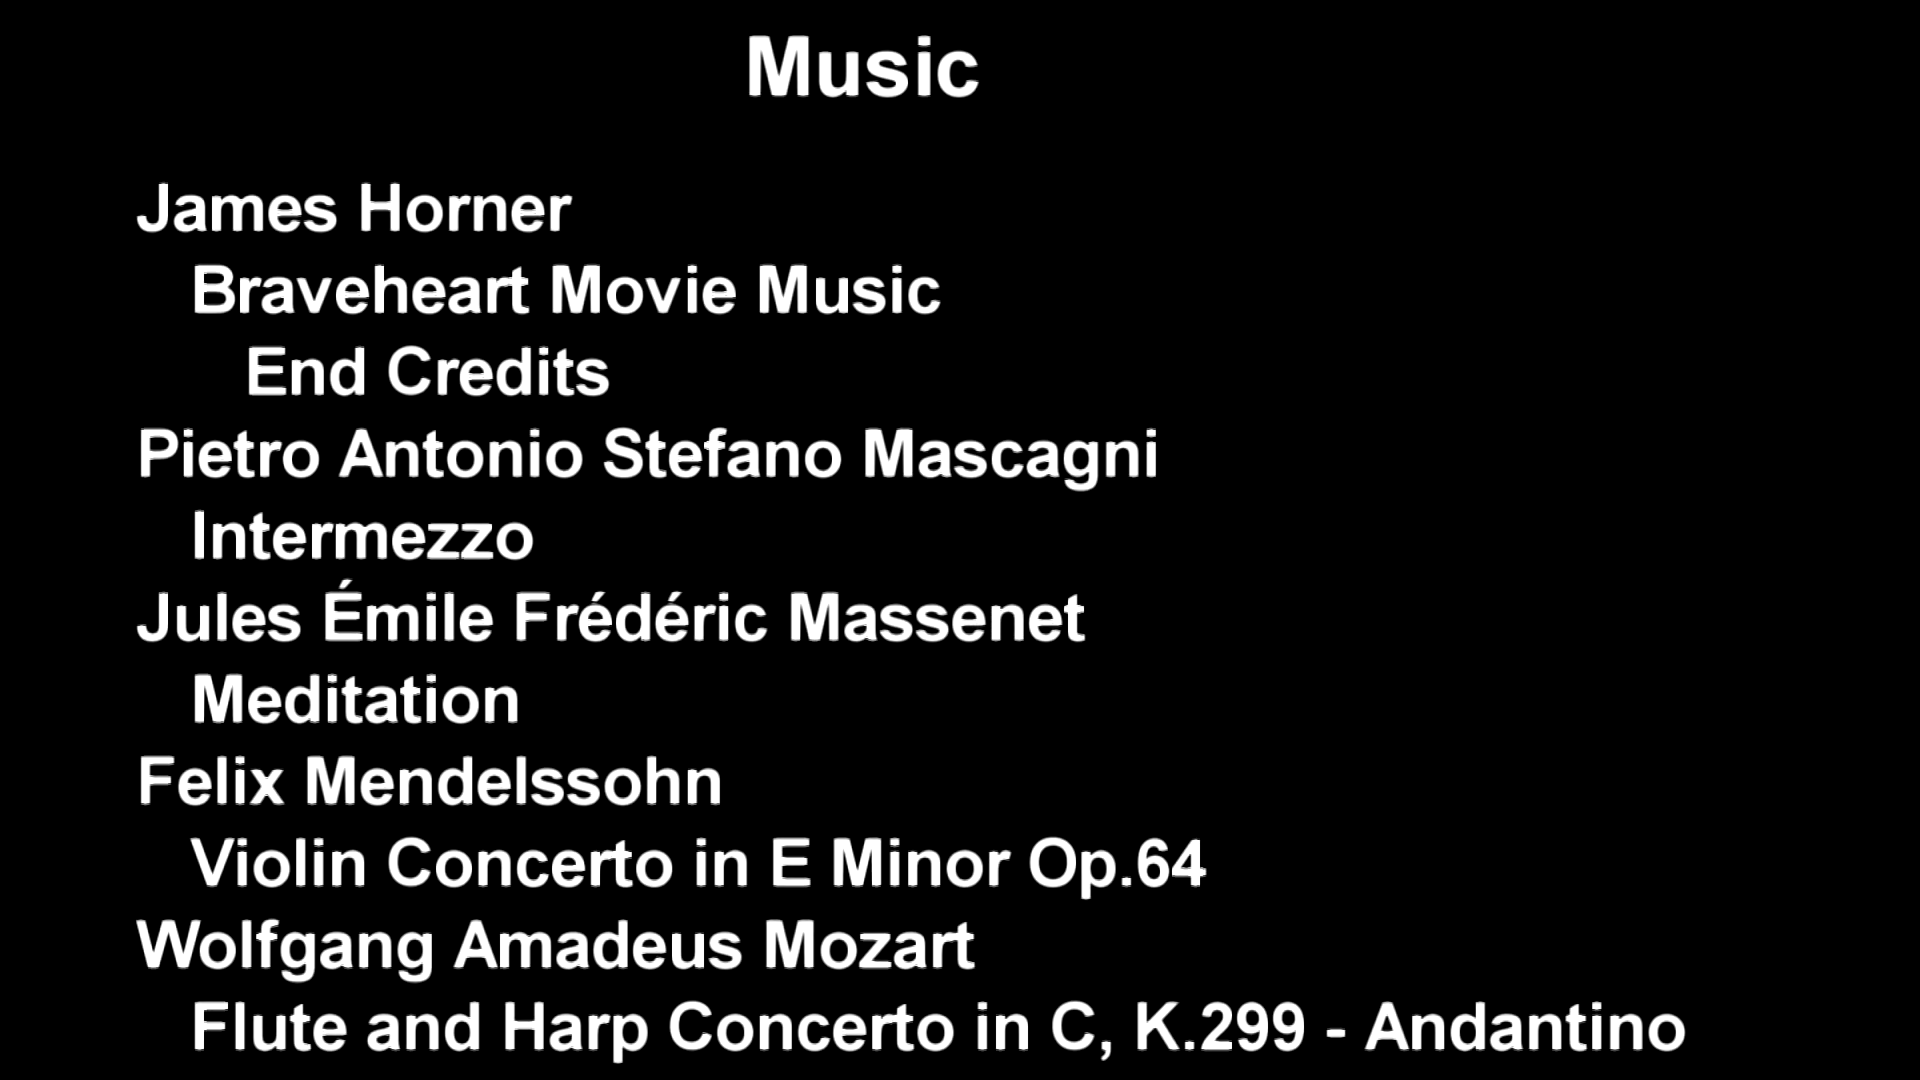 Music
James Horner
Braveheart Movie Music
End Credits
Pietro Antonio Stefano Mascagni
Intermezzo
Jules Émile Frédéric Massenet
Meditation
Felix Mendelssohn
Violin Concerto in E Minor Op.64
Wolfgang Amadeus Mozart
Flute and Harp Concerto in C, K.299 - Andantino